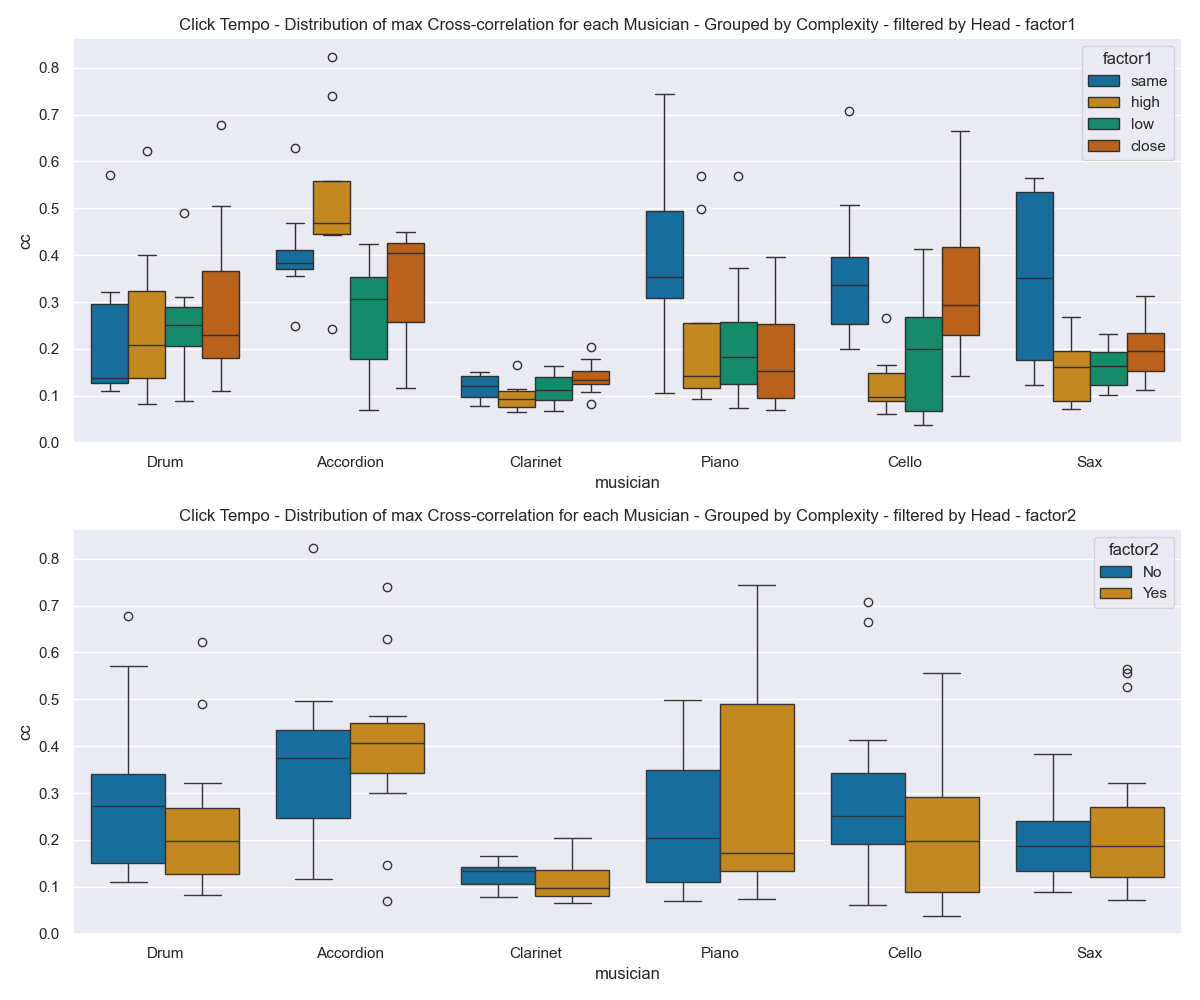 Click Tempo - Distribution of max Cross-correlation for each Musician - Grouped by Complexity - filtered by Head - factor1
factor1
same
high
low
close
0.8
0.7
0.6
0.5
0.4
0.3
0.2
0.1
0.0
cc
Drum Accordion Clarinet Piano Cello Sax
musician
Click Tempo - Distribution of max Cross-correlation for each Musician - Grouped by Complexity - filtered by Head - factor2
factor2
No
Yes
0.8
0.7
0.6
0.5
0.4
0.3
0.2
0.1
0.0
cc
Drum Accordion Clarinet Piano Cello Sax
musician